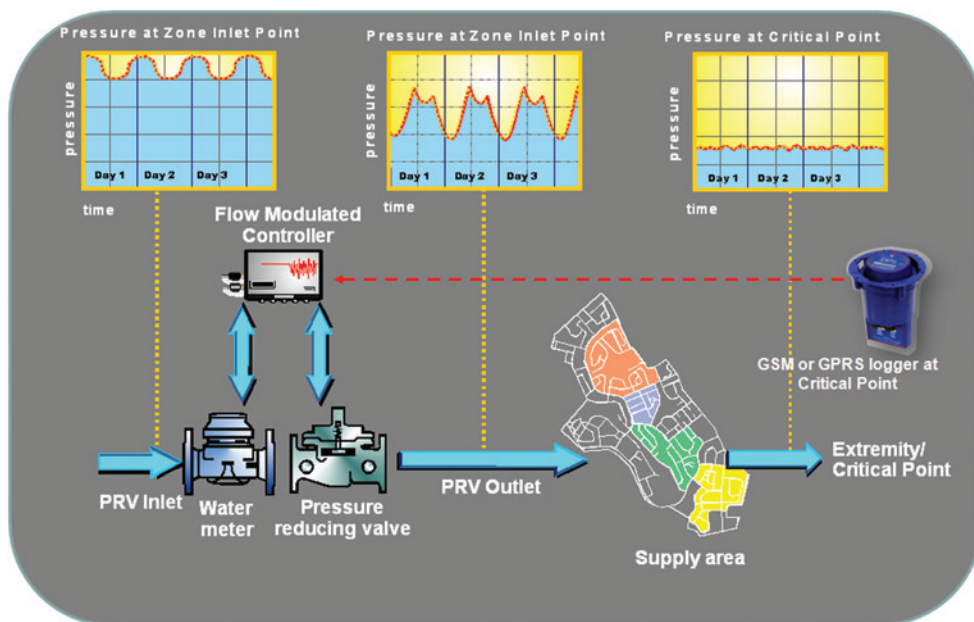 Pressure at Zone Inlet Point
Pressure at Zone Inlet Point
Pressure at Critical Point
pressure
Day 1 Day 2 Day 3
time
pressure
Day 1 Day 2 Day 3
time
pressure
Day 1 Day 2 Day 3
time
Flow Modulated
Controller
GSM or GPRS logger at
Critical Point
PRV Inlet
Water
meter
Pressure
reducing valve
PRV Outlet
Supply area
Extremity/
Critical Point